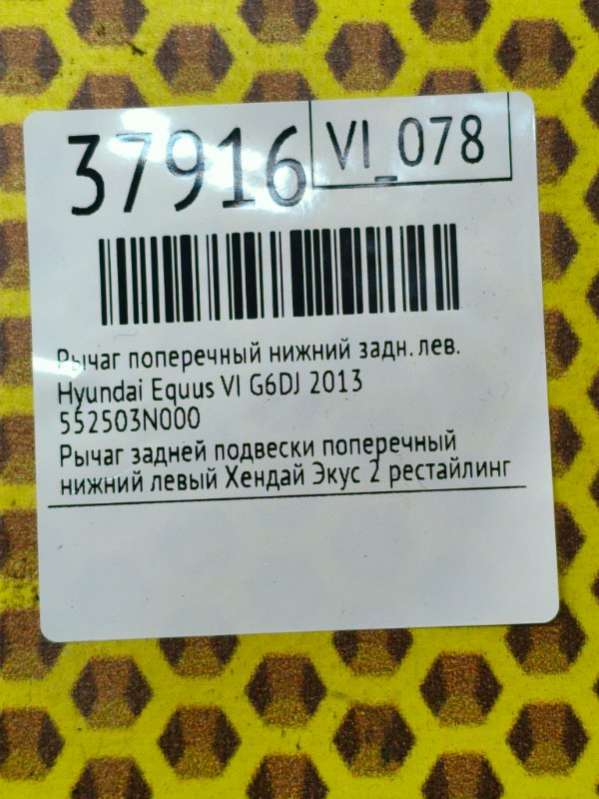 37916
VI_078
Рычаг поперечный нижний задн. лев.
Hyundai Equus VI G6DJ 2013
552503N000
Рычаг задней подвески поперечный
нижний левый Хендай Экус 2 рестайлинг